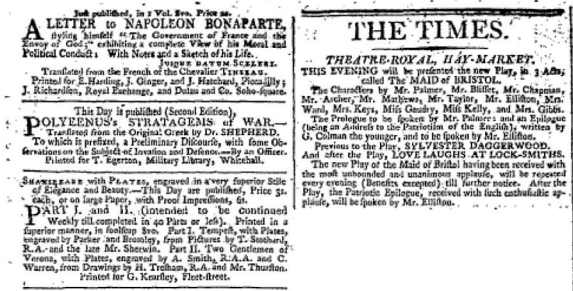 Just published, in 1 Vol. 8vo. Price 2s.
A LETTER to NAPOLEON BONAPARTE,
styling himself "The Government of France and the
Envoy of God;" exhibiting a complete View of his Moral and
Political Conduct; With Notes and a Sketch of his Life.
JUSQUE DATUM SCELERI.
Translated from the French of the Chevalier TINSEAU.
Printed for E. Harding, J. Ginger, and J. Hatchard, Piccadilly;
J. Richardson, Royal Exchange, and Dulau and Co. Soho-square.
This Day is published (Second Edition),
POLYENUS's STRATAGEMS of WAR.—
Translated from the Original Greek by Dr. SHEPHERD.
To which is prefixed, a Preliminary Discourse, with some Ob-
servations on the Subject of Invasion and Defence.—By an Officer.
Printed for T. Egerton, Military Library, Whitehall.
SHAKSPEARE with PLATES, engraved in a very superior Stile
of Elegance and Beauty.—This Day are published, Price 3s.
each, or on large Paper, with Proof Impressions, 6s.
PART I. and II. (intended to be continued
Weekly till completed in 40 Parts or less). Printed in a
superior manner, in foolscap 8vo. Part I. Tempest, with Plates,
engraved by Parker and Bromley, from Pictures by T. Stothard,
R.A. and the late Mr. Sherwin. Part II. Two Gentlemen of
Verona, with Plates, engraved by A. Smith, R.A.A. and C.
Warren, from Drawings by H. Tresham, R.A. and Mr. Thurston.
Printed for G. Kearsley, Fleet-street.
THE TIMES.
THEATRE-ROYAL, HAY-MARKET.
THIS EVENING will be presented the new Play, in 3 Acts,
called The MAID of BRISTOL.
The Characters by Mr. Palmer, Mr. Blisset, Mr. Chapman,
Mr. Archer, Mr. Mathews, Mr. Taylor, Mr. Elliston, Mrs.
Ward, Mrs. Keys, Miss Gaudry, Miss Kelly, and Mrs. Gibbs.
The Prologue to be spoken by Mr. Palmer: and an Epilogue
(being an Address to the Patriotism of the English), written by
G. Colman the younger, and to be spoken by Mr. Elliston.
Previous to the Play, SYLVESTER DAGGERWOOD.
And after the Play, LOVE LAUGHS AT LOCK-SMITHS.
The new Play of the Maid of Bristol having been received with
the most unbounded and unanimous applause, will be repeated
every evening (Benefits excepted) till further notice. After the
Play, the Patriotic Epilogue, received with such enthusiastic ap-
plause, will be spoken by Mr. Elliston.